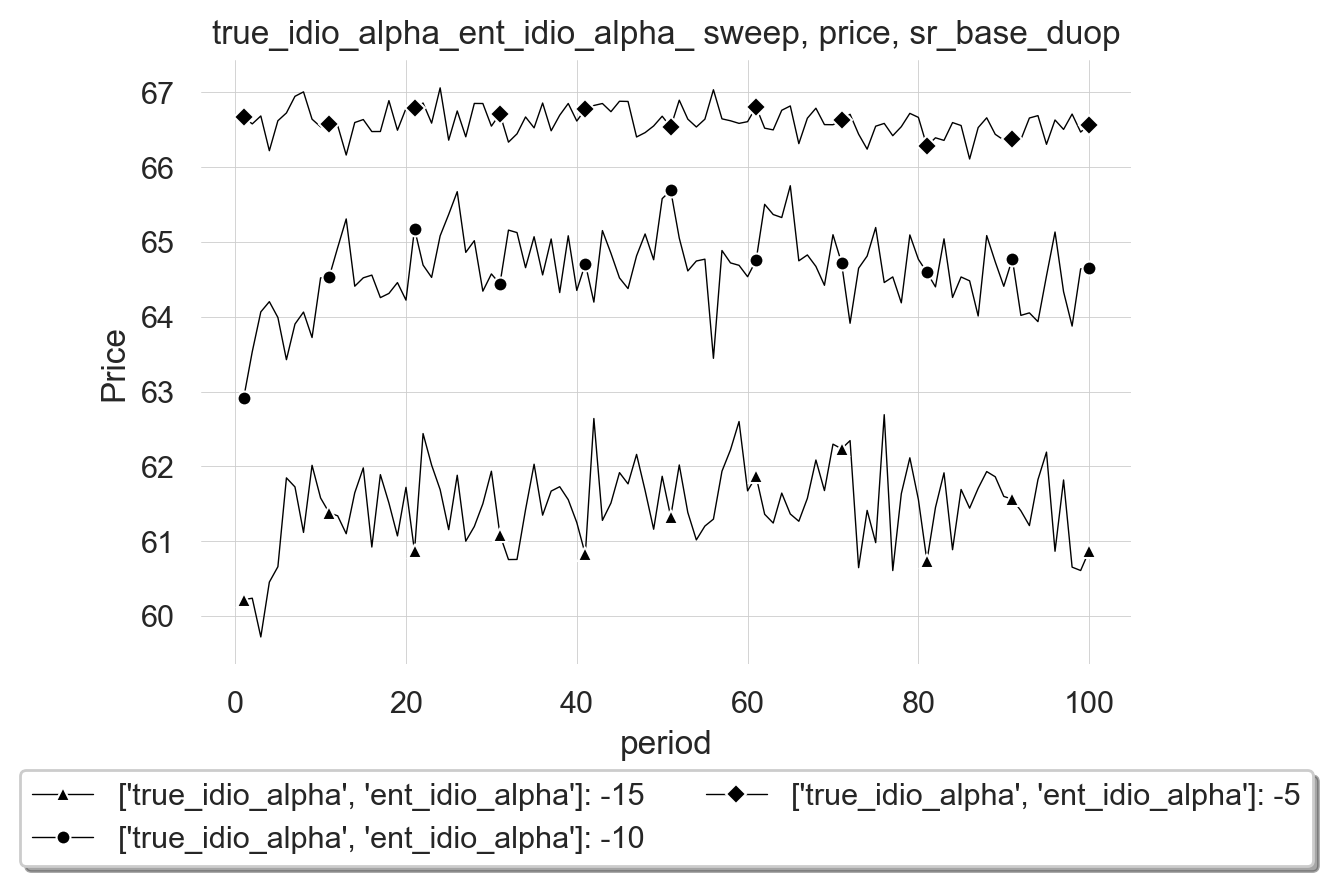 true_idio_alpha_ent_idio_alpha_ sweep, price, sr_base_duop
67
66
65
64
63
62
61
60
Price
0 20 40 60 80 100
period
['true_idio_alpha', 'ent_idio_alpha']: -15
['true_idio_alpha', 'ent_idio_alpha']: -10
['true_idio_alpha', 'ent_idio_alpha']: -5